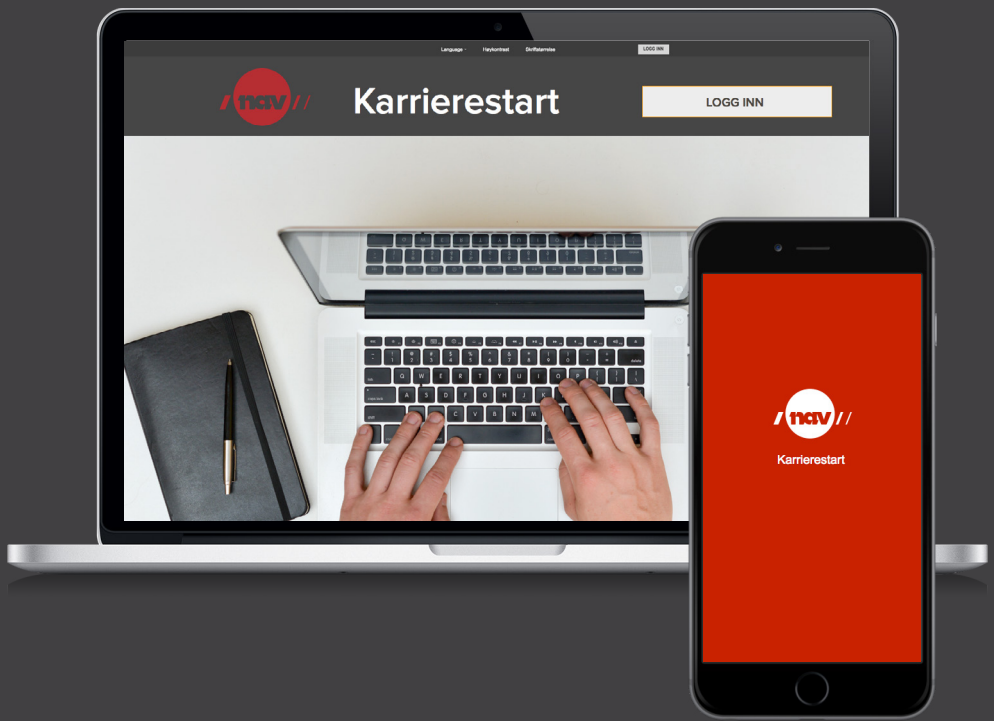 Language
Høykontrast
Skriftstørrelse
LOGG INN
nav
Karrierestart
LOGG INN
nav
Karrierestart